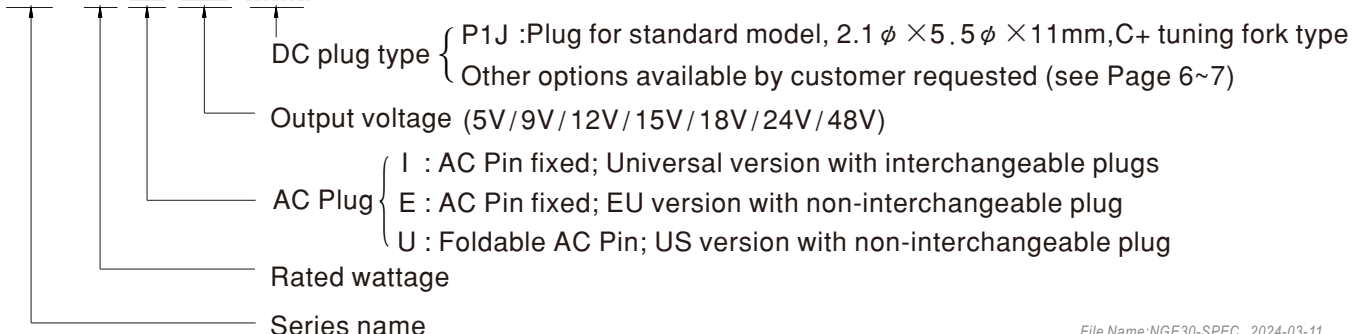 DC plug type { P1J :Plug for standard model, 2.1φ×5.5φ×11mm,C+ tuning fork type
Other options available by customer requested (see Page 6~7)
Output voltage (5V/9V/12V/15V/18V/24V/48V)
I : AC Pin fixed; Universal version with interchangeable plugs
AC Plug { E : AC Pin fixed; EU version with non-interchangeable plug
U : Foldable AC Pin; US version with non-interchangeable plug
Rated wattage
Series name
File Name:NGE30-SPEC 2024-03-11